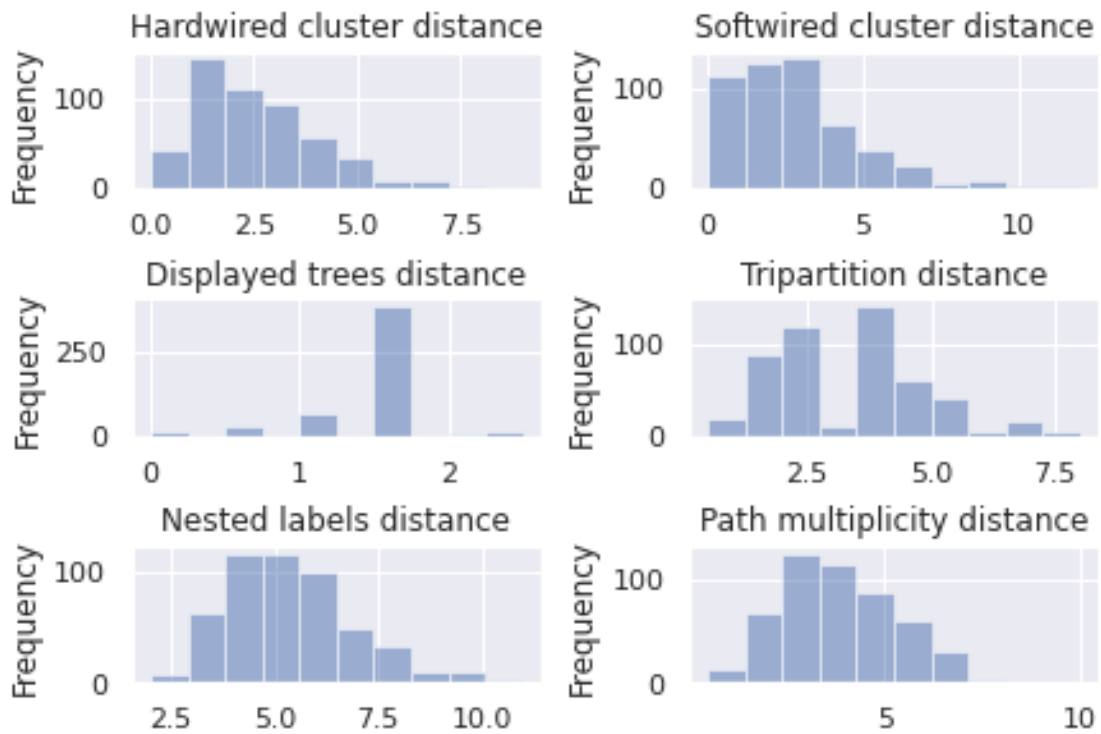 Hardwired cluster distance
Frequency
100
0
0.0 2.5 5.0 7.5
Softwired cluster distance
Frequency
100
0
0 5 10
Displayed trees distance
Frequency
250
0
0 1 2
Tripartition distance
Frequency
100
0
2.5 5.0 7.5
Nested labels distance
Frequency
100
0
2.5 5.0 7.5 10.0
Path multiplicity distance
Frequency
100
0
5 10